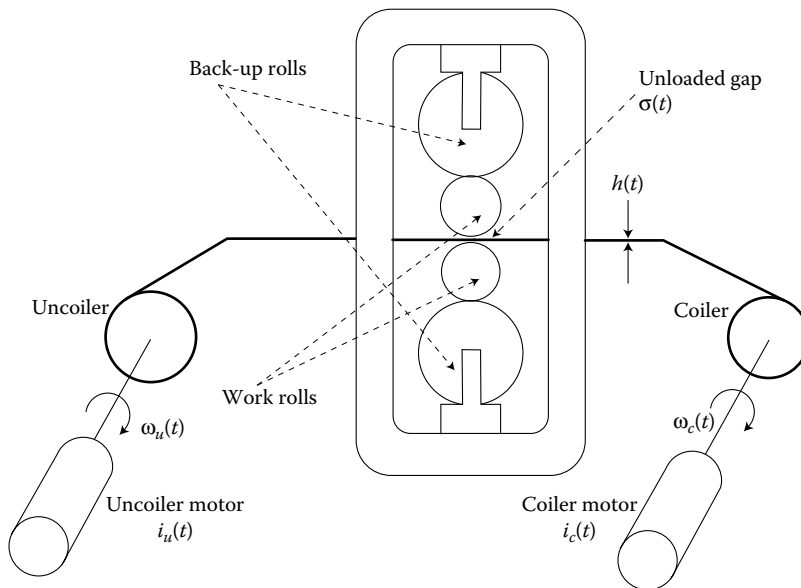 Back-up rolls
Unloaded gap
σ(t)
h(t)
Uncoiler
Coiler
Work rolls
ω_u(t)
ω_c(t)
Uncoiler motor
i_u(t)
Coiler motor
i_c(t)